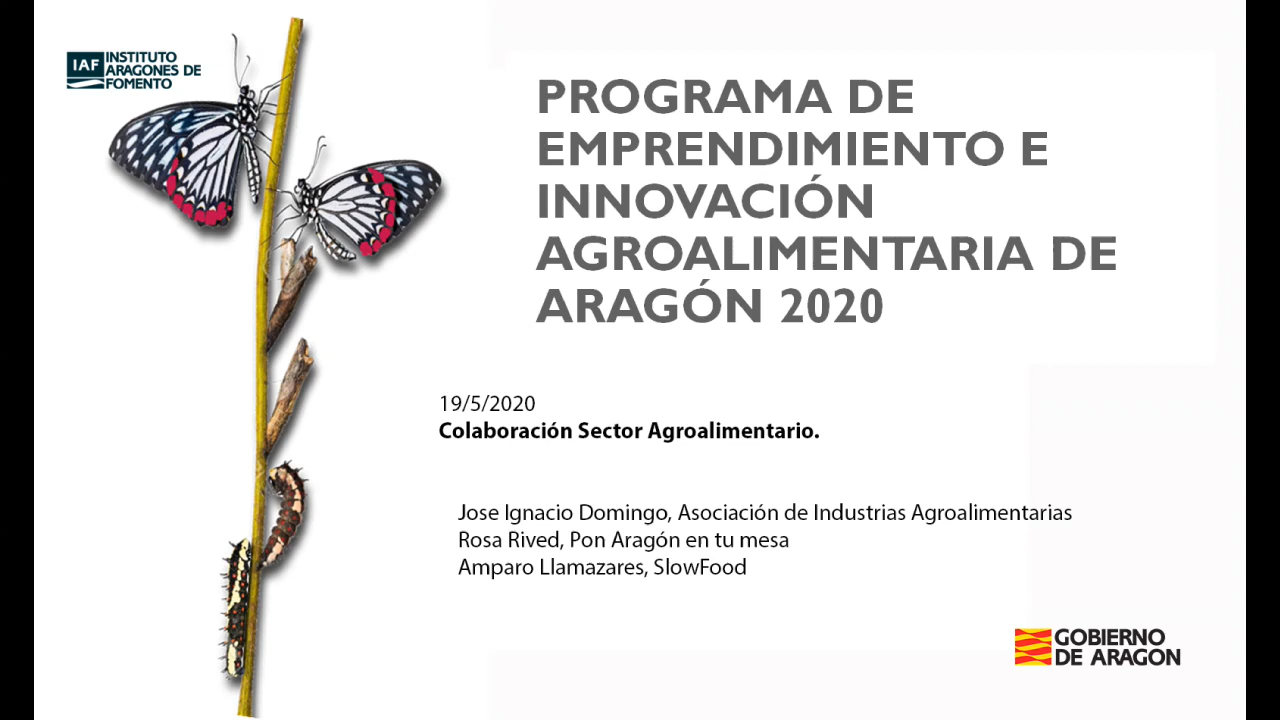 IAF
INSTITUTO
ARAGONES DE
FOMENTO
PROGRAMA DE
EMPRENDIMIENTO E
INNOVACIÓN
AGROALIMENTARIA DE
ARAGÓN 2020
19/5/2020
Colaboración Sector Agroalimentario.
Jose Ignacio Domingo, Asociación de Industrias Agroalimentarias
Rosa Rived, Pon Aragón en tu mesa
Amparo Llamazares, SlowFood
GOBIERNO
DE ARAGON